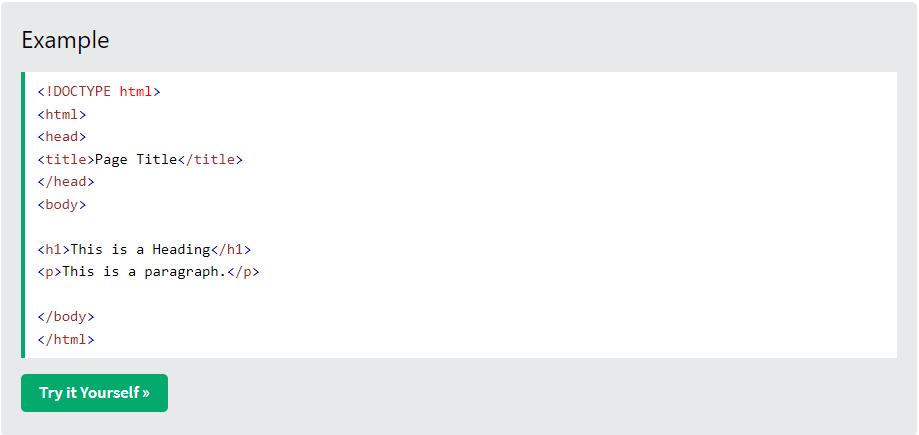 Example
<!DOCTYPE html>
<html>
<head>
<title>Page Title</title>
</head>
<body>
<h1>This is a Heading</h1>
<p>This is a paragraph.</p>
</body>
</html>
Try it Yourself »